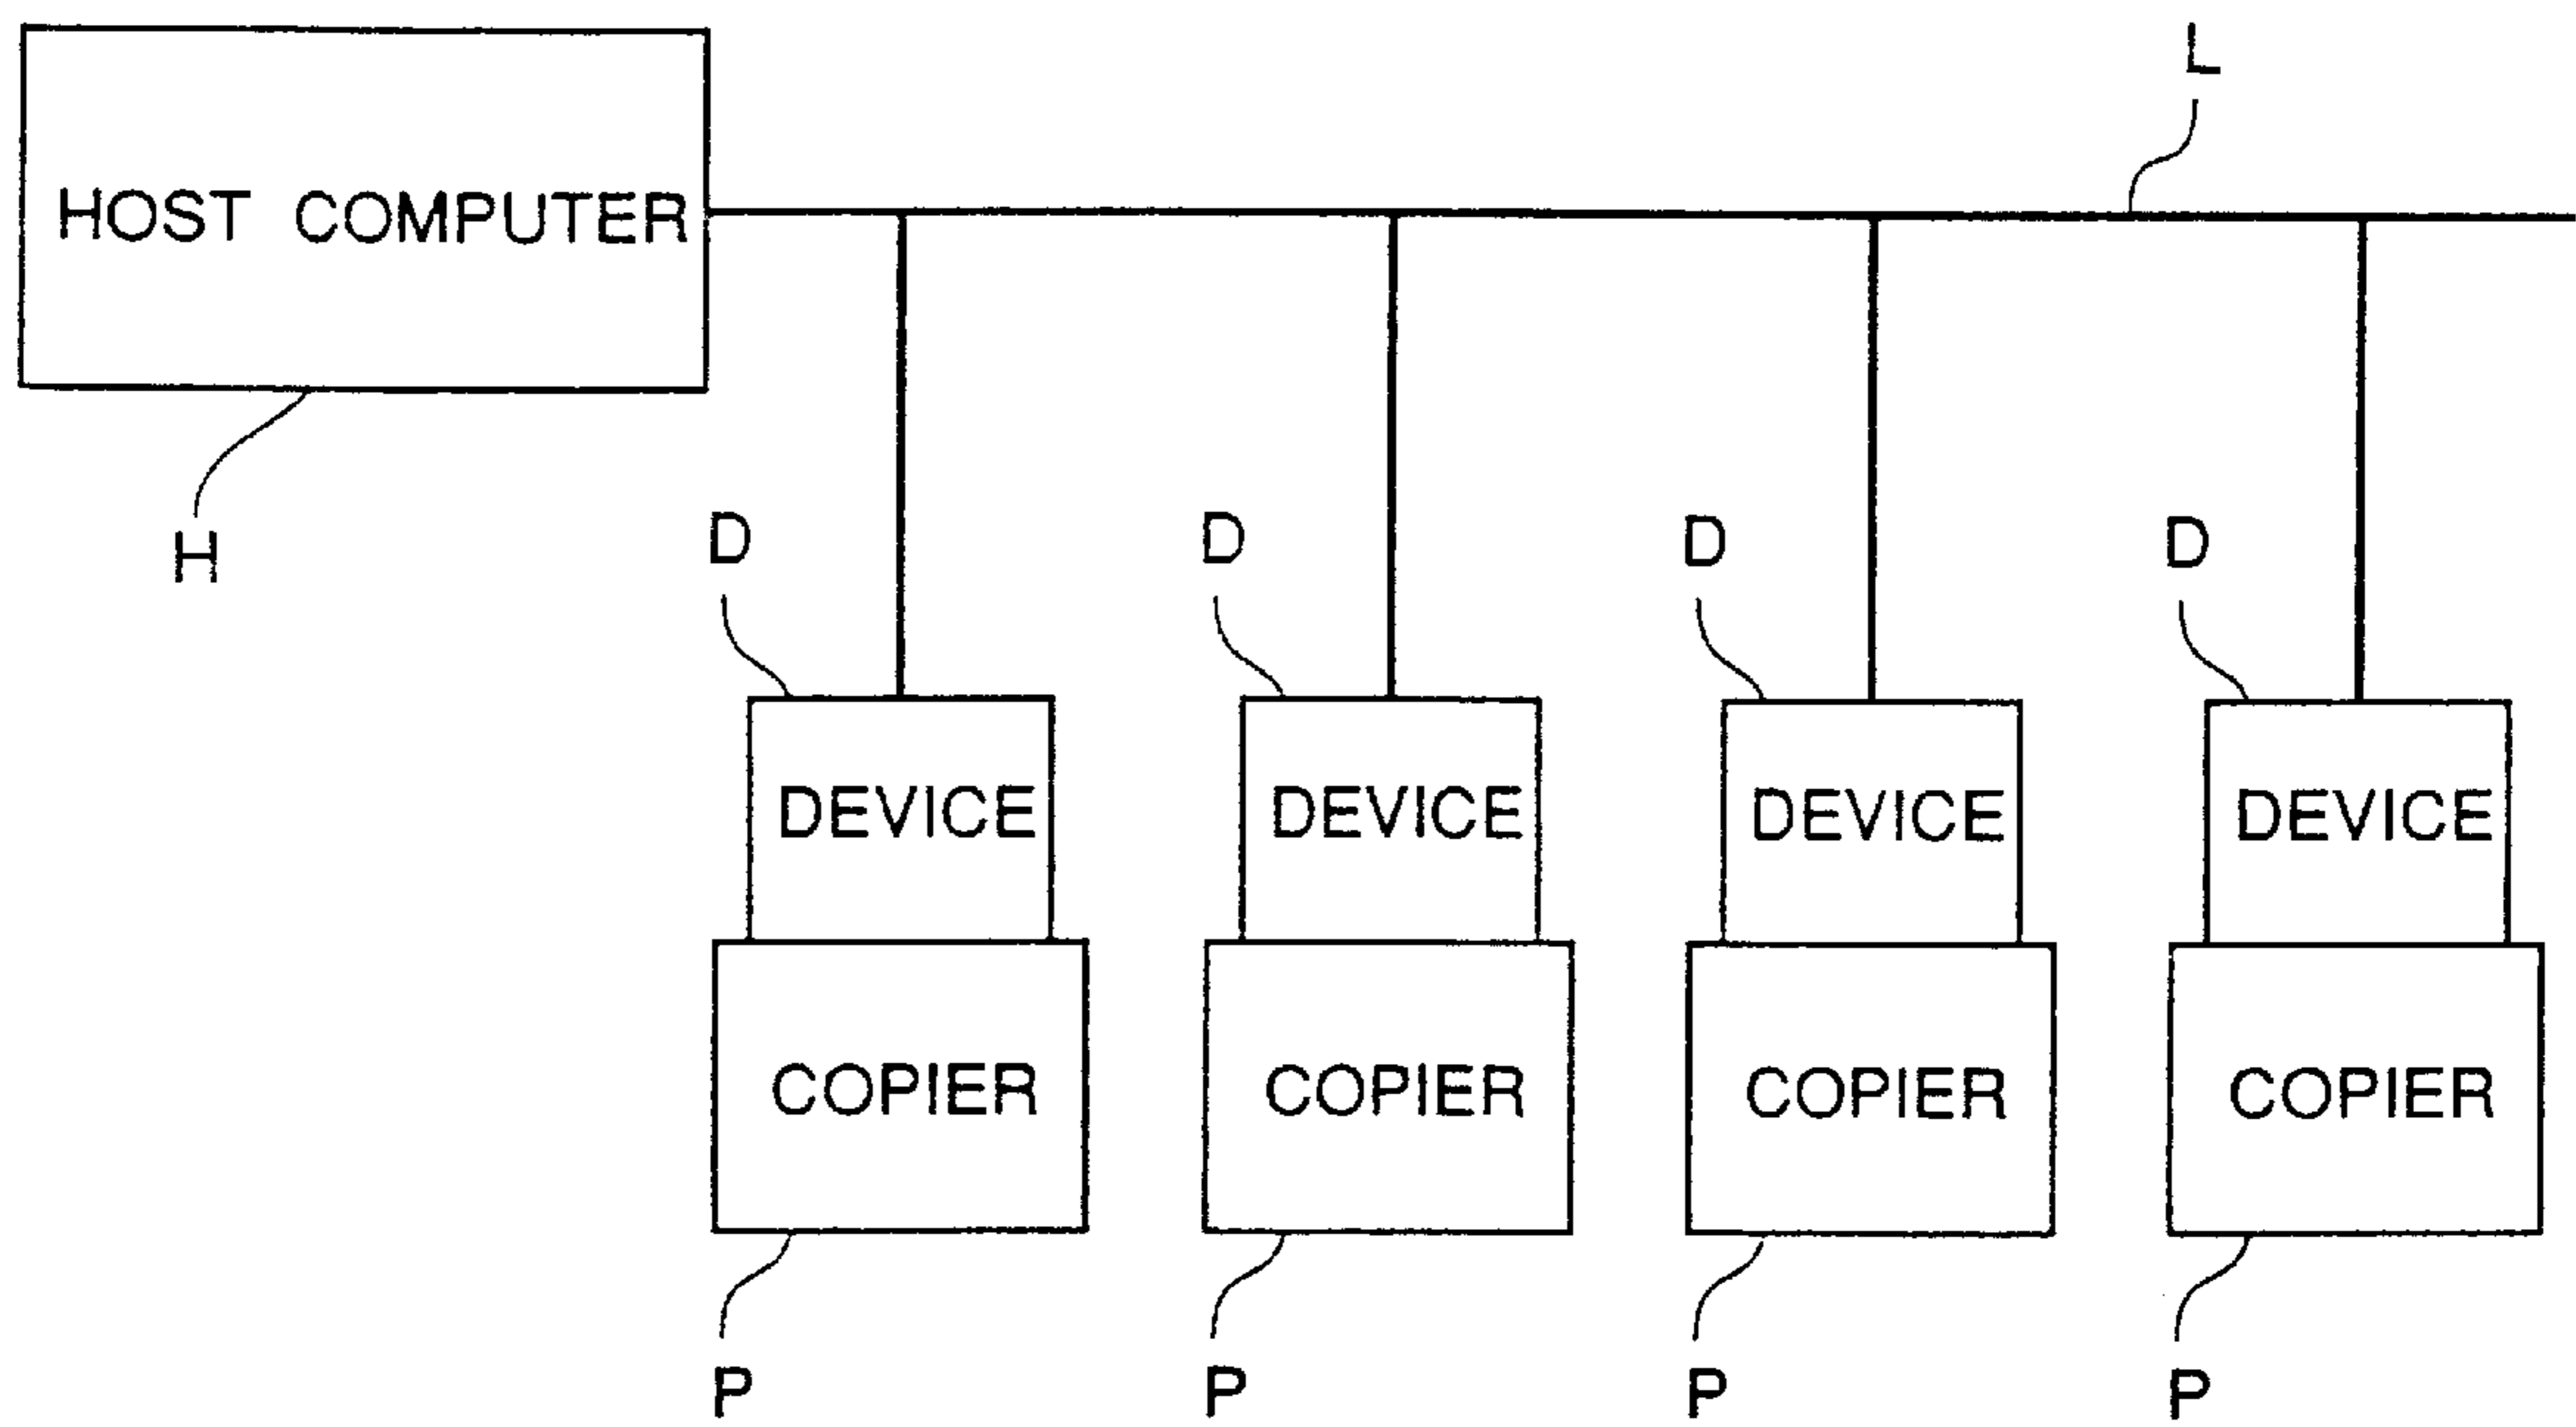 L
HOST COMPUTER
H
D D D D
DEVICE DEVICE DEVICE DEVICE
COPIER COPIER COPIER COPIER
P P P P